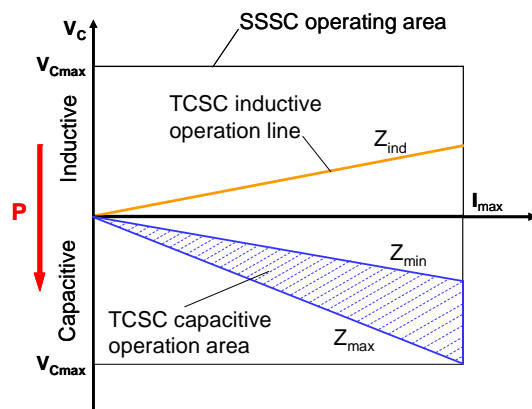 V_C
SSSC operating area
V_Cmax
TCSC inductive
operation line
Z_ind
Inductive
P
I_max
Capacitive
Z_min
TCSC capacitive
operation area
Z_max
V_Cmax